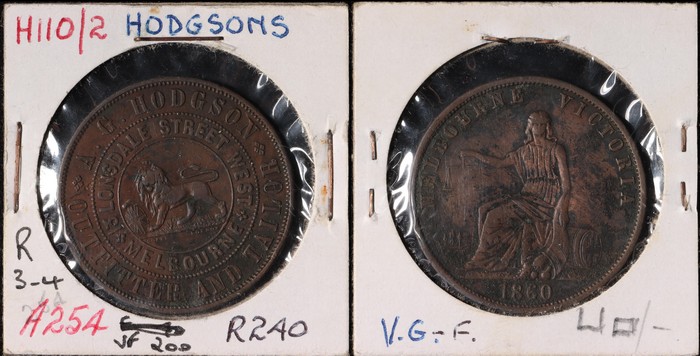 H110/2 HODGSONS
A. G. HODGSON
OUTFITTER AND TAILOR
LONSDALE STREET WEST
MELBOURNE
R
3-4
A254
VF 200
R240
MELBOURNE VICTORIA
1860
V.G.-F.
40/-